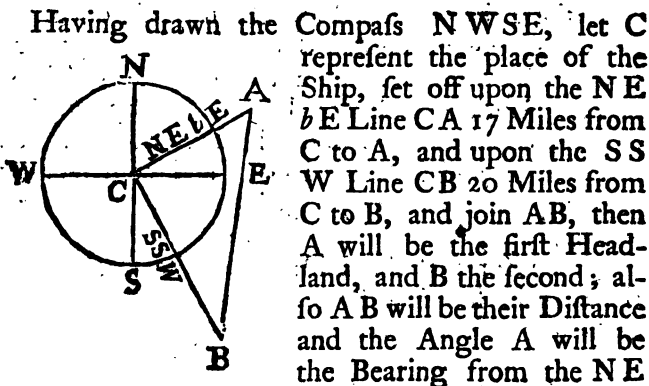 Having drawn the Compaſs N W S E, let C
repreſent the place of the
Ship, ſet off upon the N E
b E Line C A 17 Miles from
C to A, and upon the S S
W Line C B 20 Miles from
C to B, and join A B, then
A will be the firſt Head-
land, and B the ſecond; al-
ſo A B will be their Diſtance
and the Angle A will be
the Bearing from the N E
N
A
NE b E
W
C
E
SSW
S
B